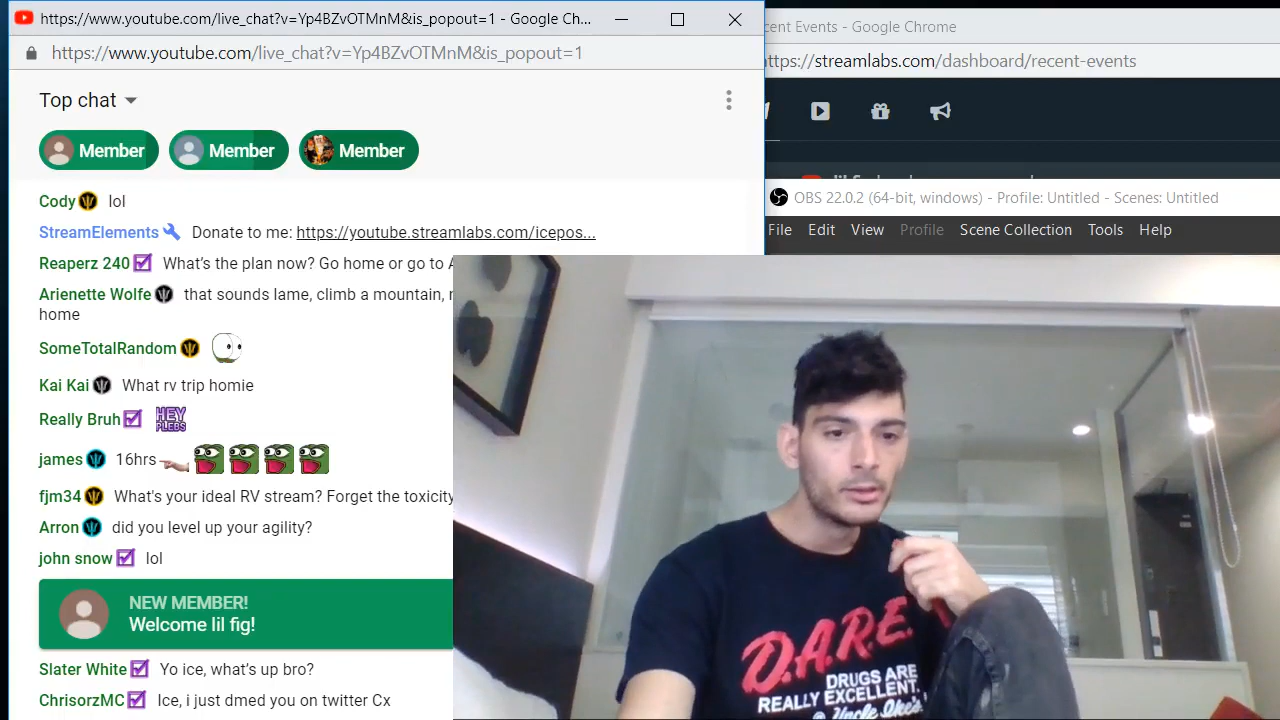 https://www.youtube.com/live_chat?v=Yp4BZvOTMnM&is_popout=1 - Google Ch...
https://www.youtube.com/live_chat?v=Yp4BZvOTMnM&is_popout=1
cent Events - Google Chrome
ttps://streamlabs.com/dashboard/recent-events
Top chat
Member Member Member
OBS 22.0.2 (64-bit, windows) - Profile: Untitled - Scenes: Untitled
File Edit View Profile Scene Collection Tools Help
Cody lol
StreamElements Donate to me: https://youtube.streamlabs.com/icepos...
Reaperz 240 What's the plan now? Go home or go to
Arienette Wolfe that sounds lame, climb a mountain,
home
SomeTotalRandom
Kai Kai What rv trip homie
Really Bruh HEY PLEBS
james 16hrs
fjm34 What's your ideal RV stream? Forget the toxicity
Arron did you level up your agility?
john snow lol
NEW MEMBER!
Welcome lil fig!
Slater White Yo ice, what's up bro?
ChrisorzMC Ice, i just dmed you on twitter Cx
D.A.R.E.
DRUGS ARE
REALLY EXCELLENT.
@ Uncle Ike's